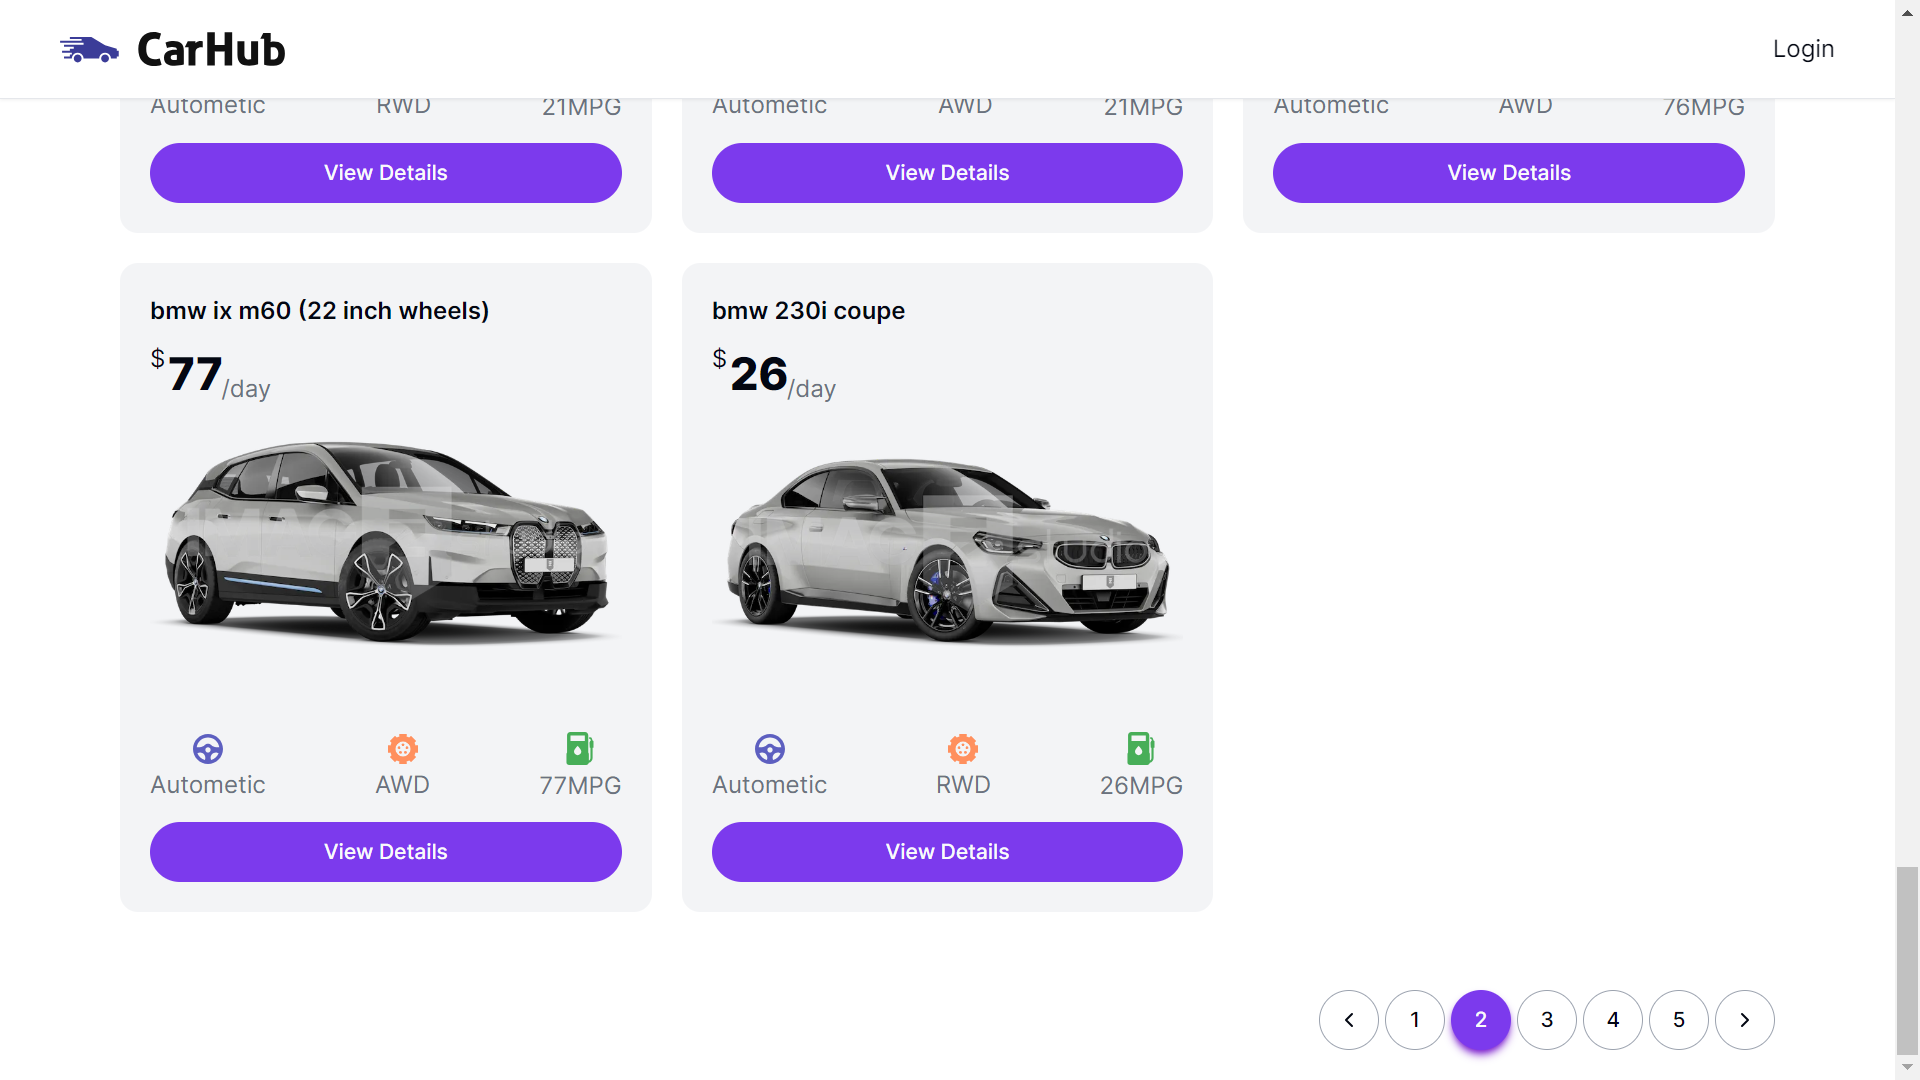 CarHub
Login
Autometic RWD 21MPG
Autometic AWD 21MPG
Autometic AWD 76MPG
View Details
View Details
View Details
bmw ix m60 (22 inch wheels)
$77/day
Autometic AWD 77MPG
View Details
bmw 230i coupe
$26/day
Autometic RWD 26MPG
View Details
1 2 3 4 5